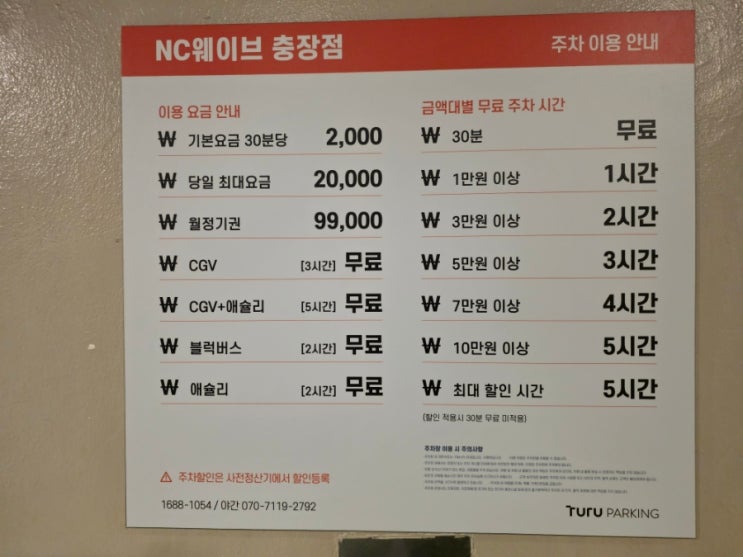 NC웨이브 충장점
주차 이용 안내
이용 요금 안내
₩ 기본요금 30분당 2,000
₩ 당일 최대요금 20,000
₩ 월정기권 99,000
₩ CGV [3시간] 무료
₩ CGV+애슐리 [5시간] 무료
₩ 블럭버스 [2시간] 무료
₩ 애슐리 [2시간] 무료
주차할인은 사전정산기에서 할인등록
1688-1054 / 야간 070-7119-2792
금액대별 무료 주차 시간
₩ 30분 무료
₩ 1만원 이상 1시간
₩ 3만원 이상 2시간
₩ 5만원 이상 3시간
₩ 7만원 이상 4시간
₩ 10만원 이상 5시간
₩ 최대 할인 시간 5시간
(할인 적용시 30분 무료 미적용)
주차장 이용 시 주의사항
Turu PARKING